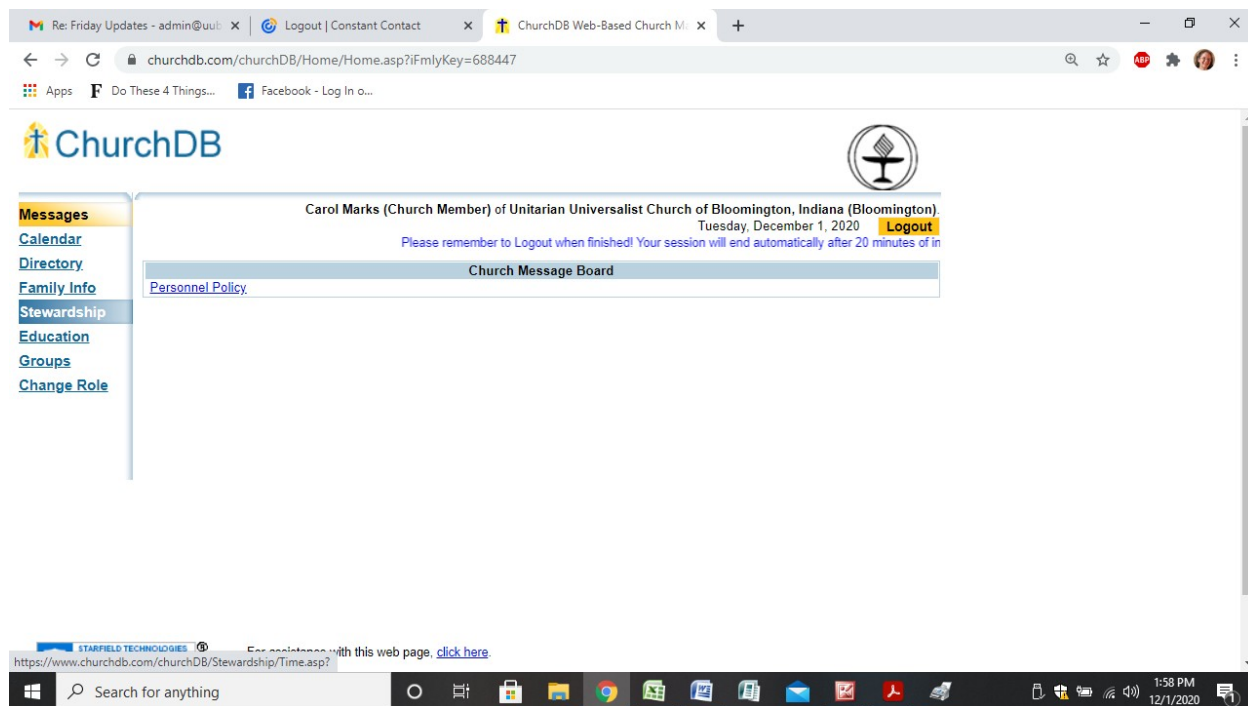 Re: Friday Updates - admin@uub
Logout | Constant Contact
ChurchDB Web-Based Church M
churchdb.com/churchDB/Home/Home.asp?iFmlyKey=688447
ABP
Apps
F Do These 4 Things...
Facebook - Log In o...
ChurchDB
Messages
Calendar
Directory
Family Info
Stewardship
Education
Groups
Change Role
Carol Marks (Church Member) of Unitarian Universalist Church of Bloomington, Indiana (Bloomington).
Tuesday, December 1, 2020 Logout
Please remember to Logout when finished! Your session will end automatically after 20 minutes of in
Church Message Board
Personnel Policy
STARFIELD TECHNOLOGIES ®
For assistance with this web page, click here.
https://www.churchdb.com/churchDB/Stewardship/Time.asp?
Search for anything
1:58 PM
12/1/2020
1